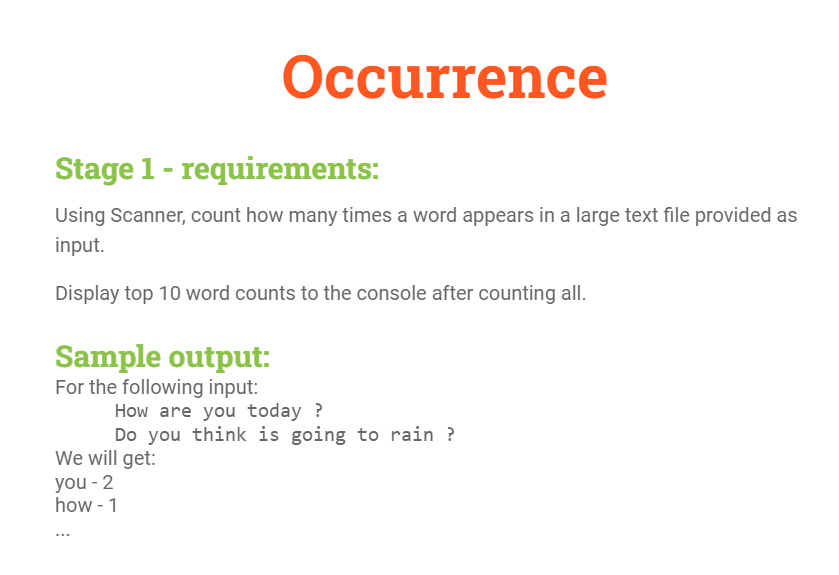 Occurrence
Stage 1 - requirements:
Using Scanner, count how many times a word appears in a large text file provided as
input.
Display top 10 word counts to the console after counting all.
Sample output:
For the following input:
How are you today ?
Do you think is going to rain ?
We will get:
you - 2
how - 1
...